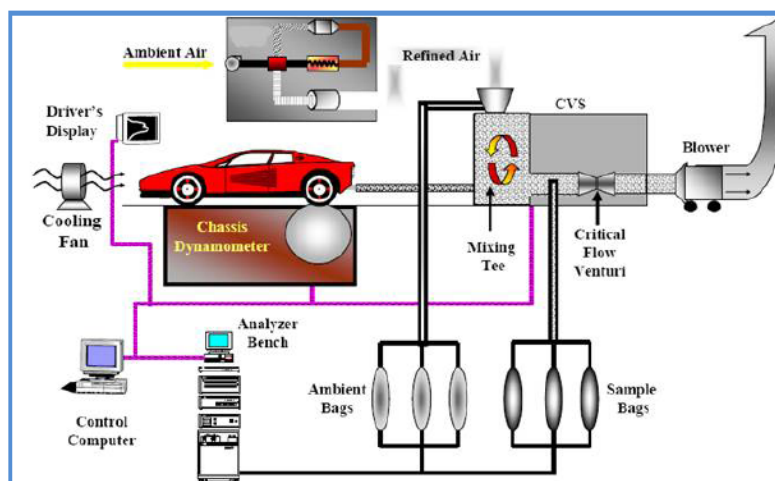 Ambient Air
Refined Air
CVS
Driver's
Display
Blower
Cooling
Fan
Chassis
Dynamometer
Mixing
Tee
Critical
Flow
Venturi
Analyzer
Bench
Ambient
Bags
Sample
Bags
Control
Computer